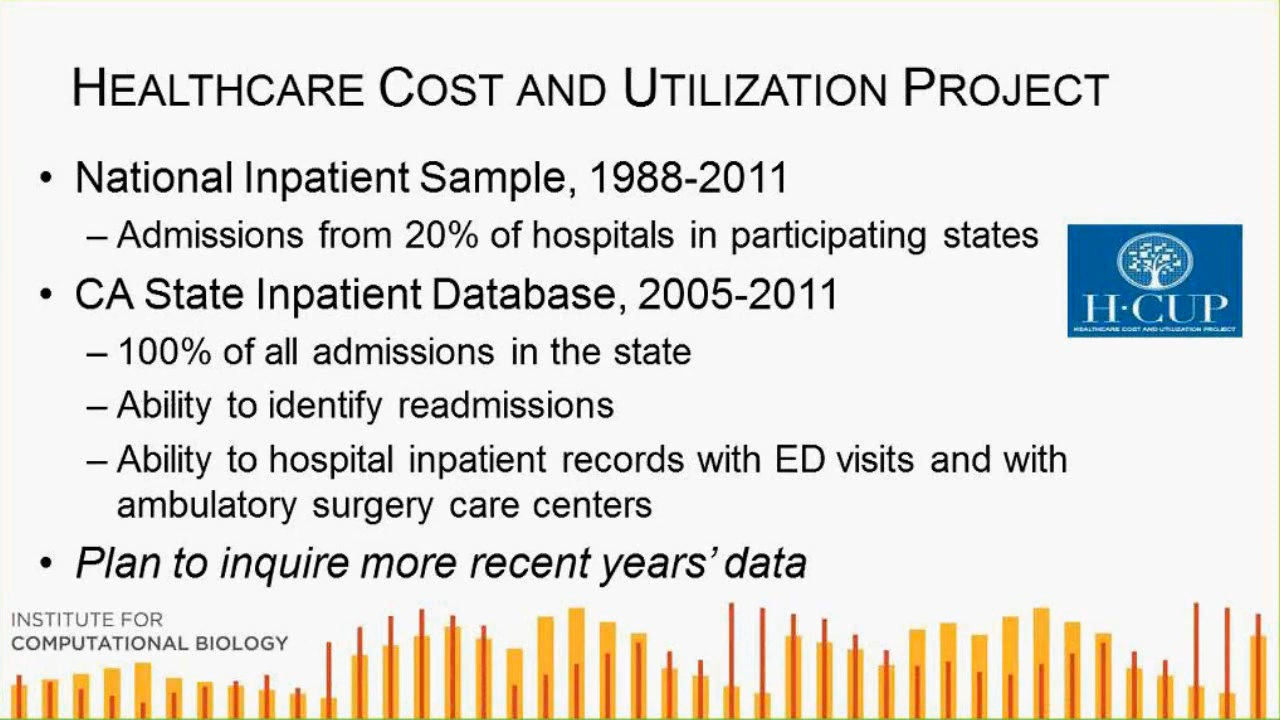 HEALTHCARE COST AND UTILIZATION PROJECT
• National Inpatient Sample, 1988-2011
– Admissions from 20% of hospitals in participating states
• CA State Inpatient Database, 2005-2011
– 100% of all admissions in the state
– Ability to identify readmissions
– Ability to hospital inpatient records with ED visits and with
ambulatory surgery care centers
• Plan to inquire more recent years' data
H·CUP
HEALTHCARE COST AND UTILIZATION PROJECT
INSTITUTE FOR
COMPUTATIONAL BIOLOGY